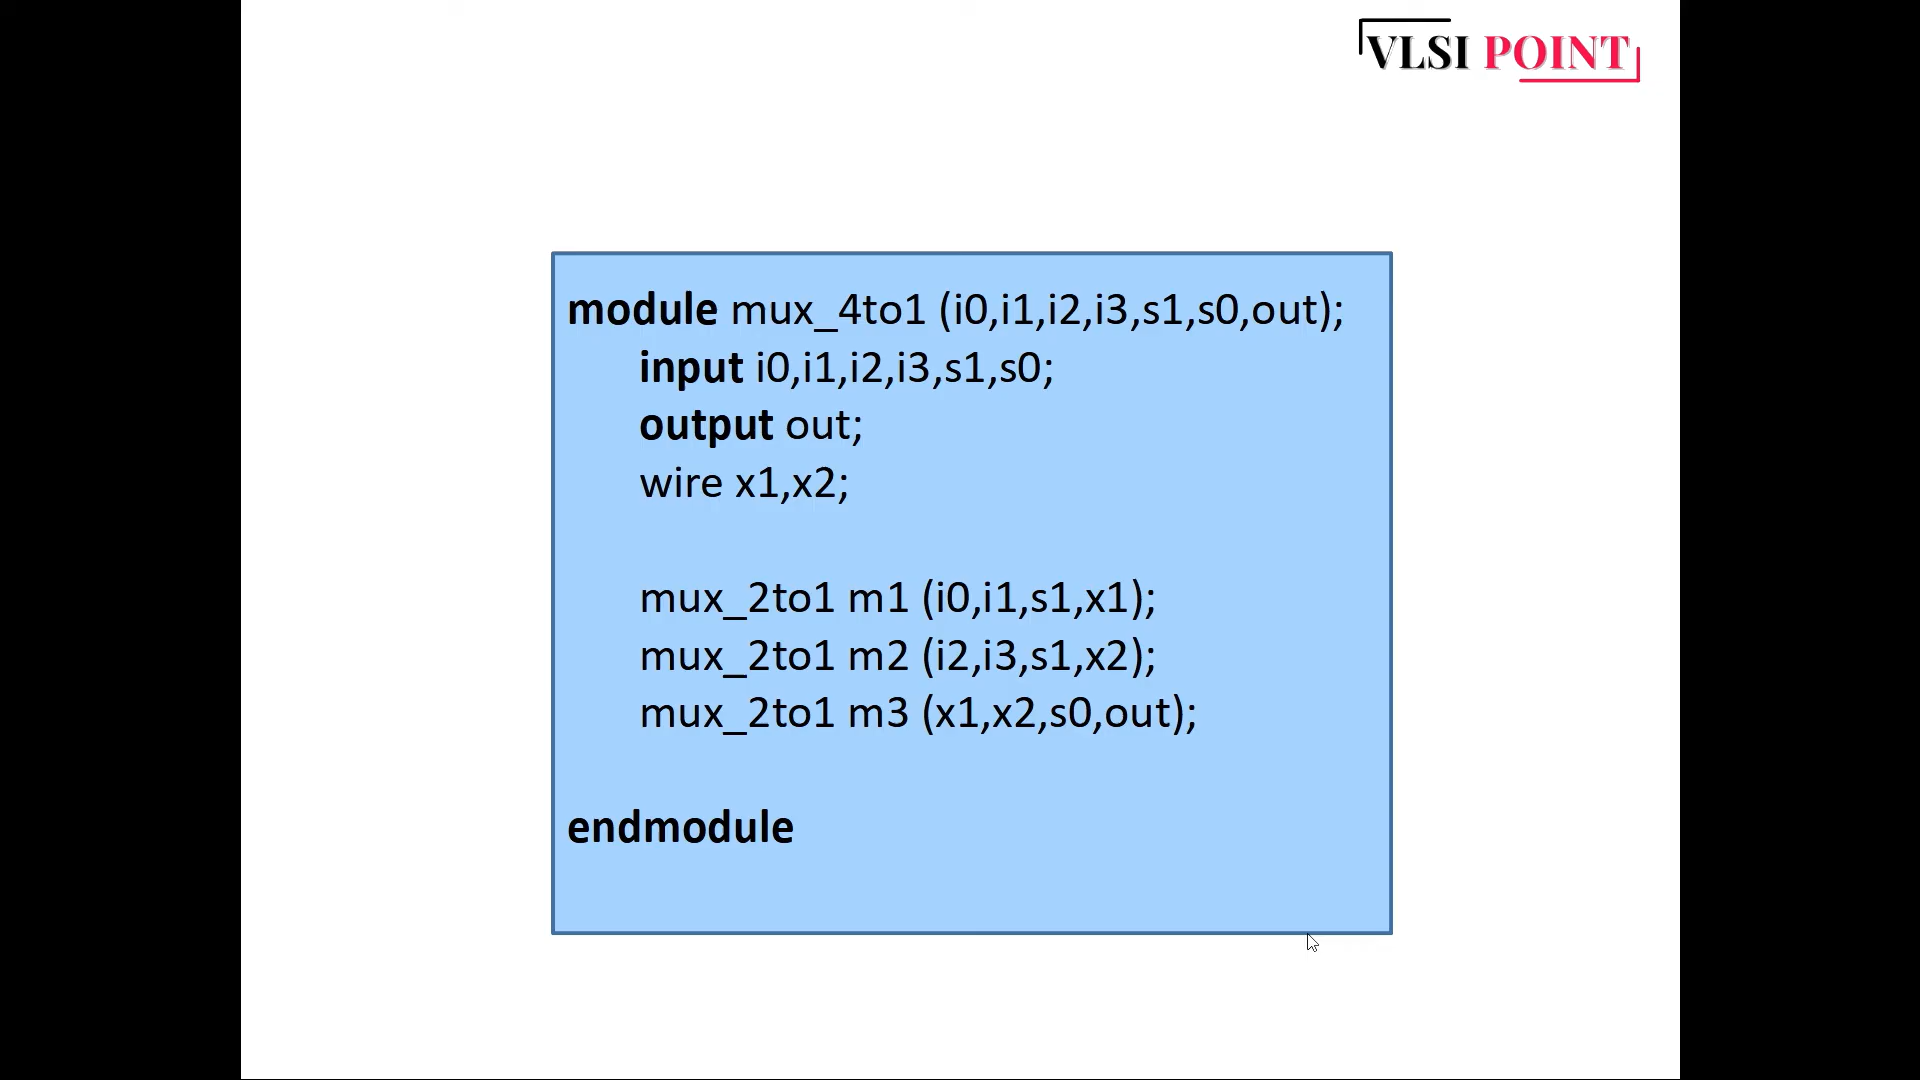 VLSI POINT
module mux_4to1 (i0,i1,i2,i3,s1,s0,out);
input i0,i1,i2,i3,s1,s0;
output out;
wire x1,x2;
mux_2to1 m1 (i0,i1,s1,x1);
mux_2to1 m2 (i2,i3,s1,x2);
mux_2to1 m3 (x1,x2,s0,out);
endmodule